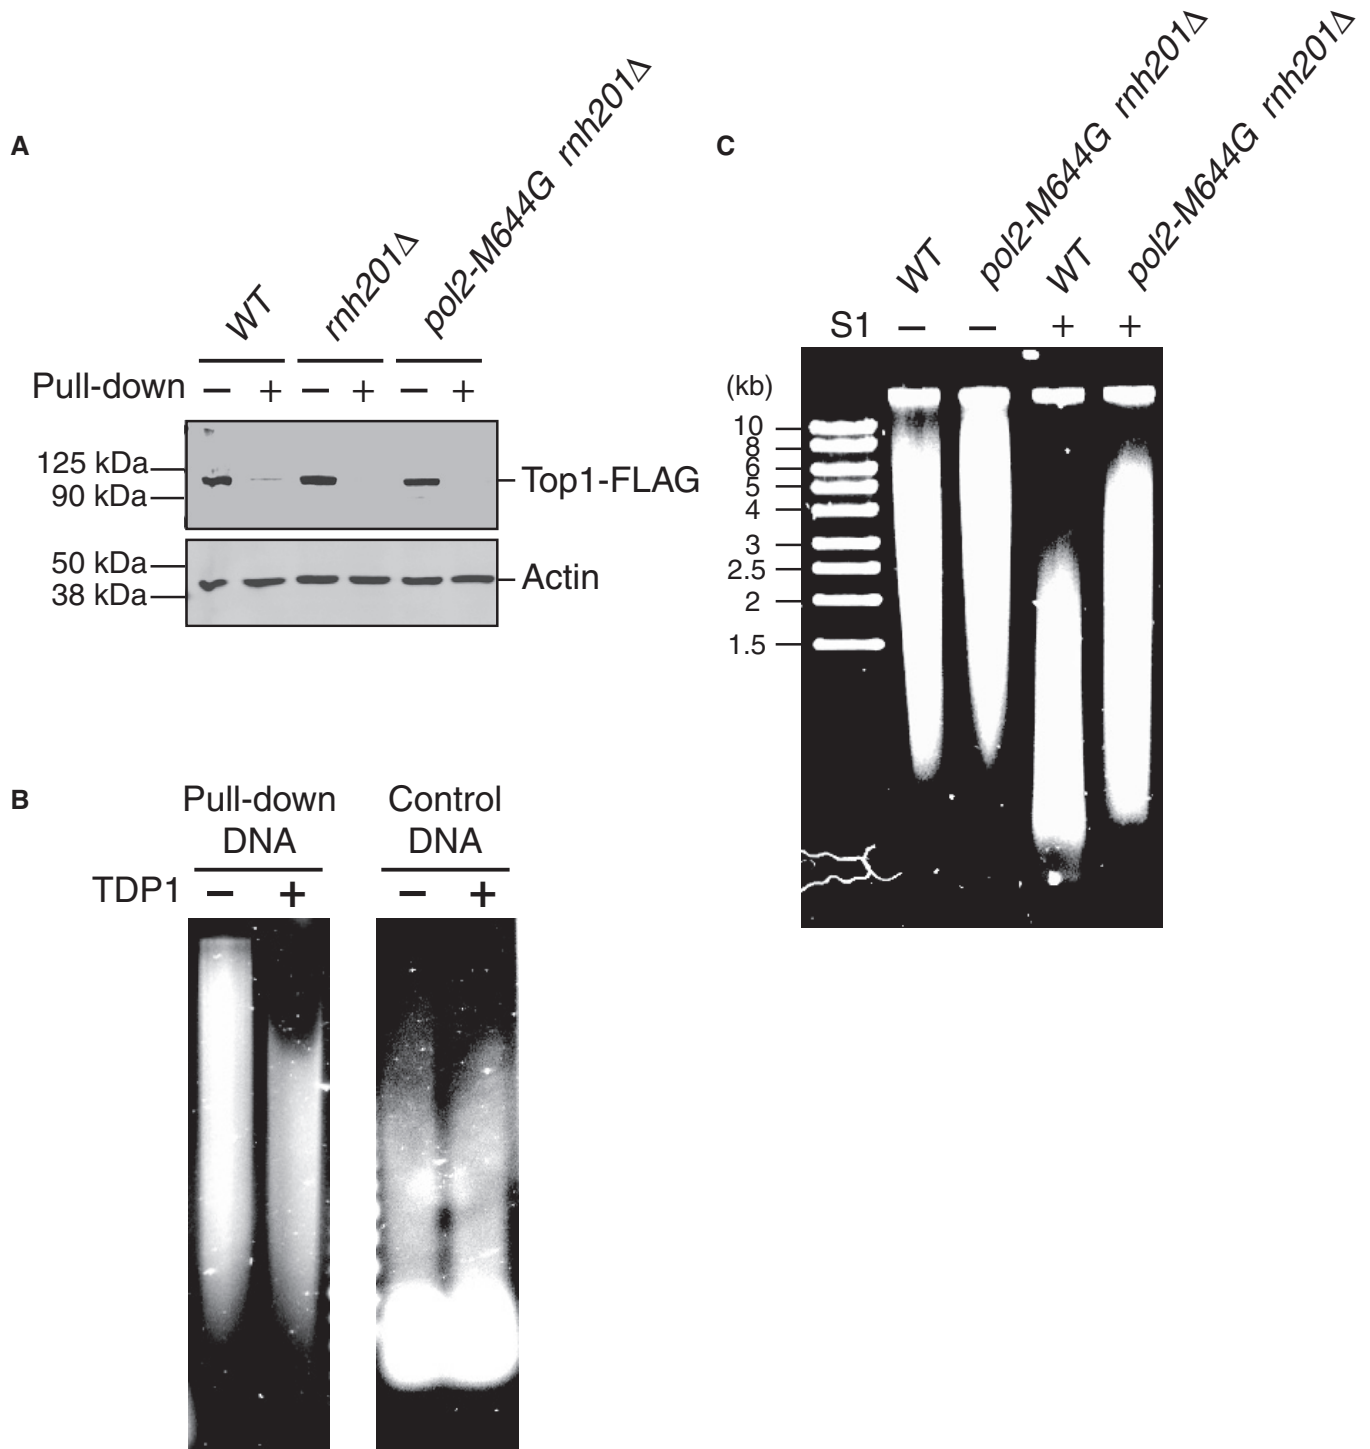 A
WT
rnh201Δ
pol2-M644G rnh201Δ
Pull-down − + − + − +
125 kDa
90 kDa
Top1-FLAG
50 kDa
38 kDa
Actin
B
Pull-down DNA
Control DNA
TDP1 − + − +
C
WT
pol2-M644G rnh201Δ
WT
pol2-M644G rnh201Δ
S1 − − + +
(kb)
10
8
6
5
4
3
2.5
2
1.5